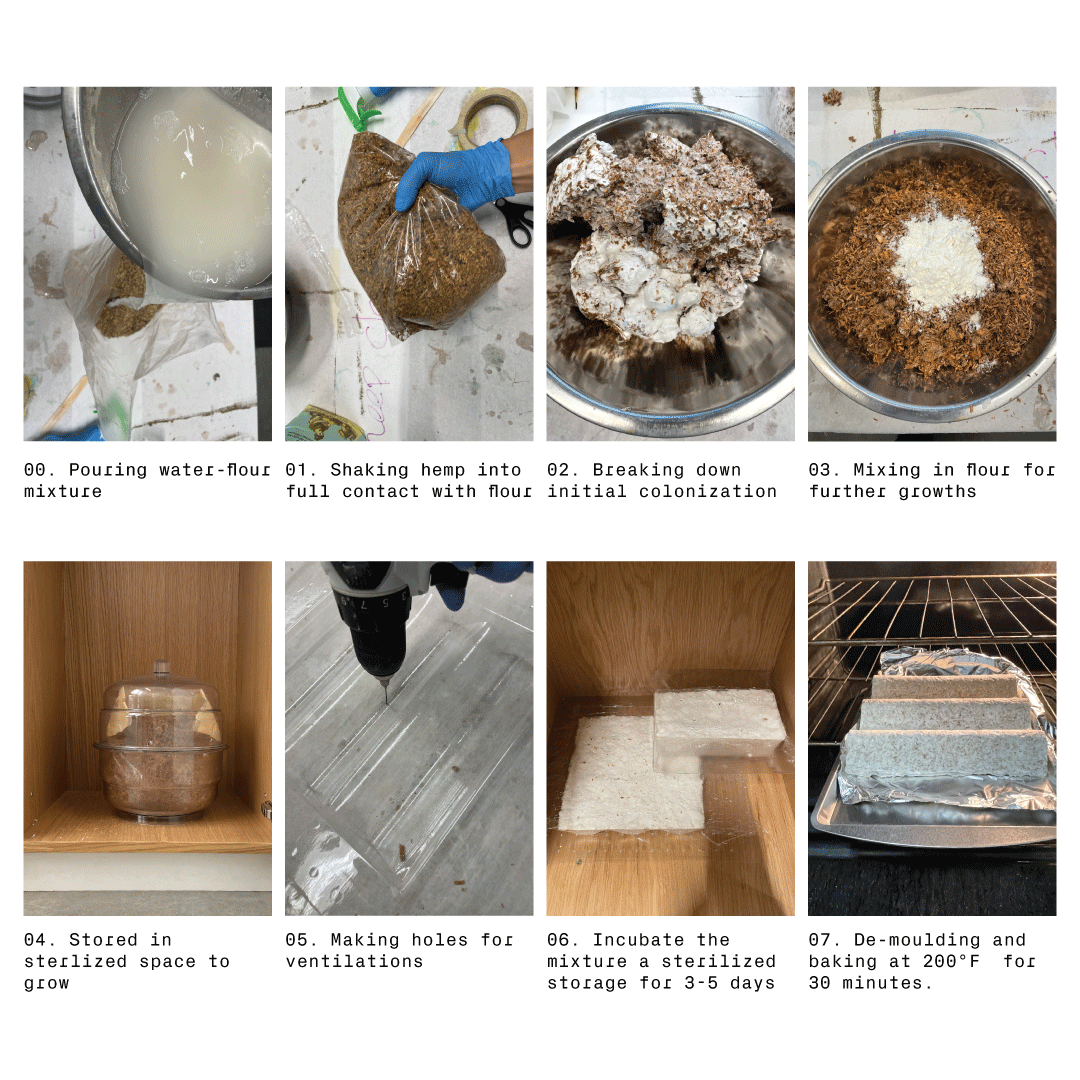 00. Pouring water-flour
mixture
01. Shaking hemp into
full contact with flour
02. Breaking down
initial colonization
03. Mixing in flour for
further growths
04. Stored in
sterlized space to
grow
05. Making holes for
ventilations
06. Incubate the
mixture a sterilized
storage for 3-5 days
07. De-moulding and
baking at 200°F  for
30 minutes.